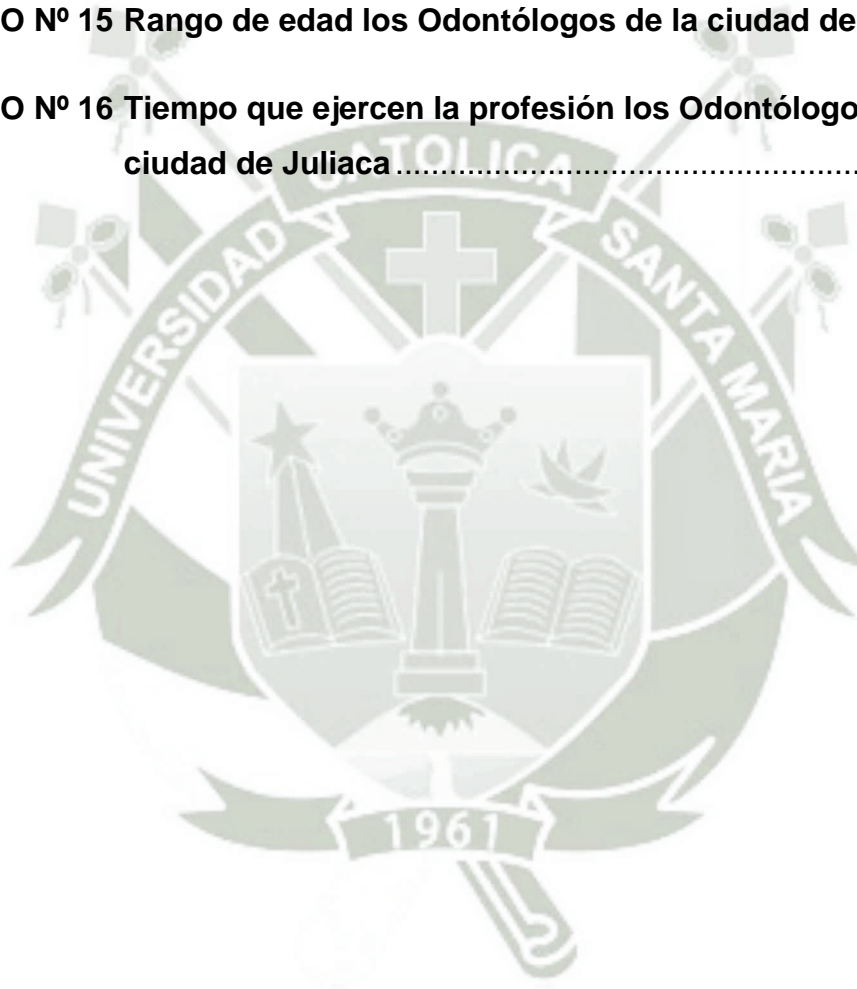 O Nº 15 Rango de edad los Odontólogos de la ciudad de
O Nº 16 Tiempo que ejercen la profesión los Odontólogo
ciudad de Juliaca................................................................
UNIVERSIDAD CATOLICA SANTA MARIA
1961